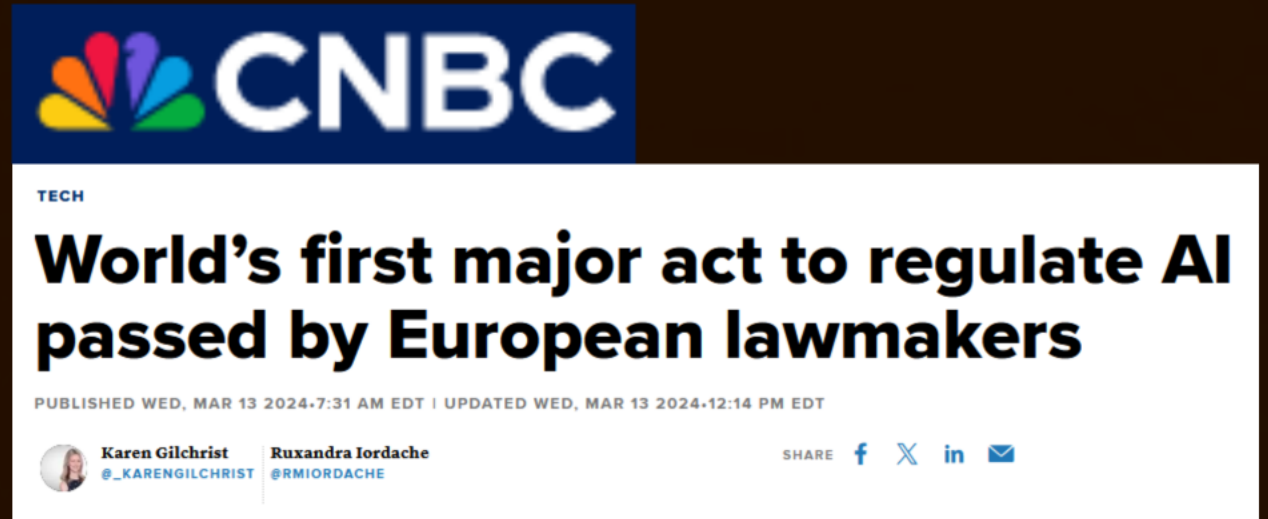 CNBC
TECH
World’s first major act to regulate AI
passed by European lawmakers
PUBLISHED WED, MAR 13 2024•7:31 AM EDT | UPDATED WED, MAR 13 2024•12:14 PM EDT
Karen Gilchrist
@_KARENGILCHRIST
Ruxandra Iordache
@RMIORDACHE
SHARE